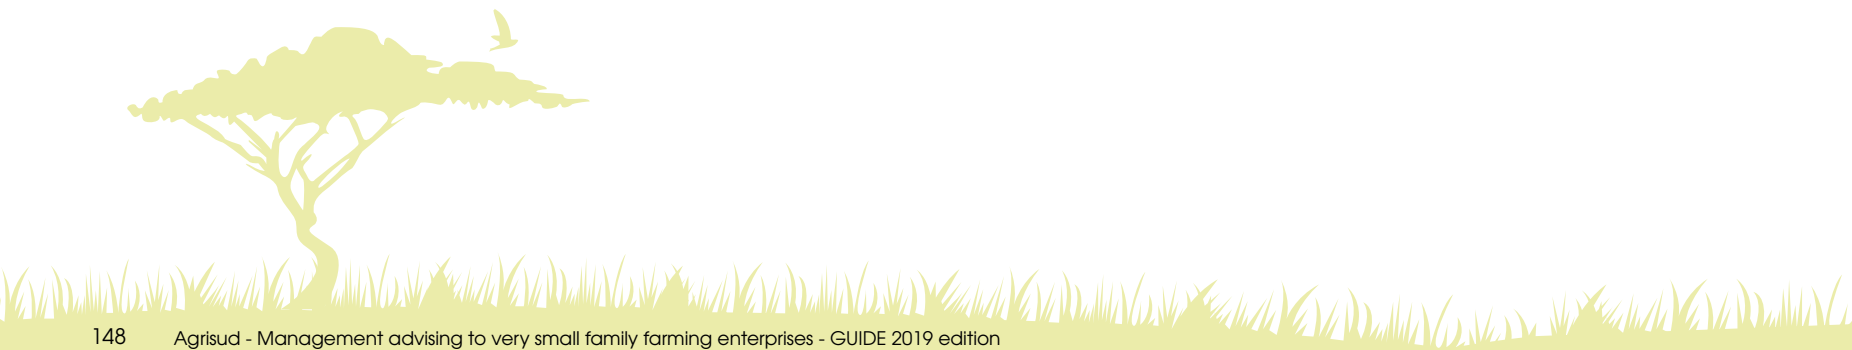 148 Agrisud - Management advising to very small family farming enterprises - GUIDE 2019 edition